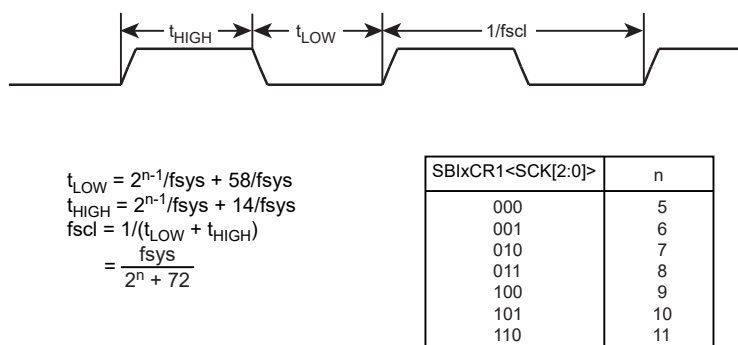 tHIGH tLOW 1/fscl
tLOW = 2n-1/fsys + 58/fsys
tHIGH = 2n-1/fsys + 14/fsys
fscl = 1/(tLOW + tHIGH)
= fsys
2n + 72
SBIxCR1<SCK[2:0]> n
000 5
001 6
010 7
011 8
100 9
101 10
110 11